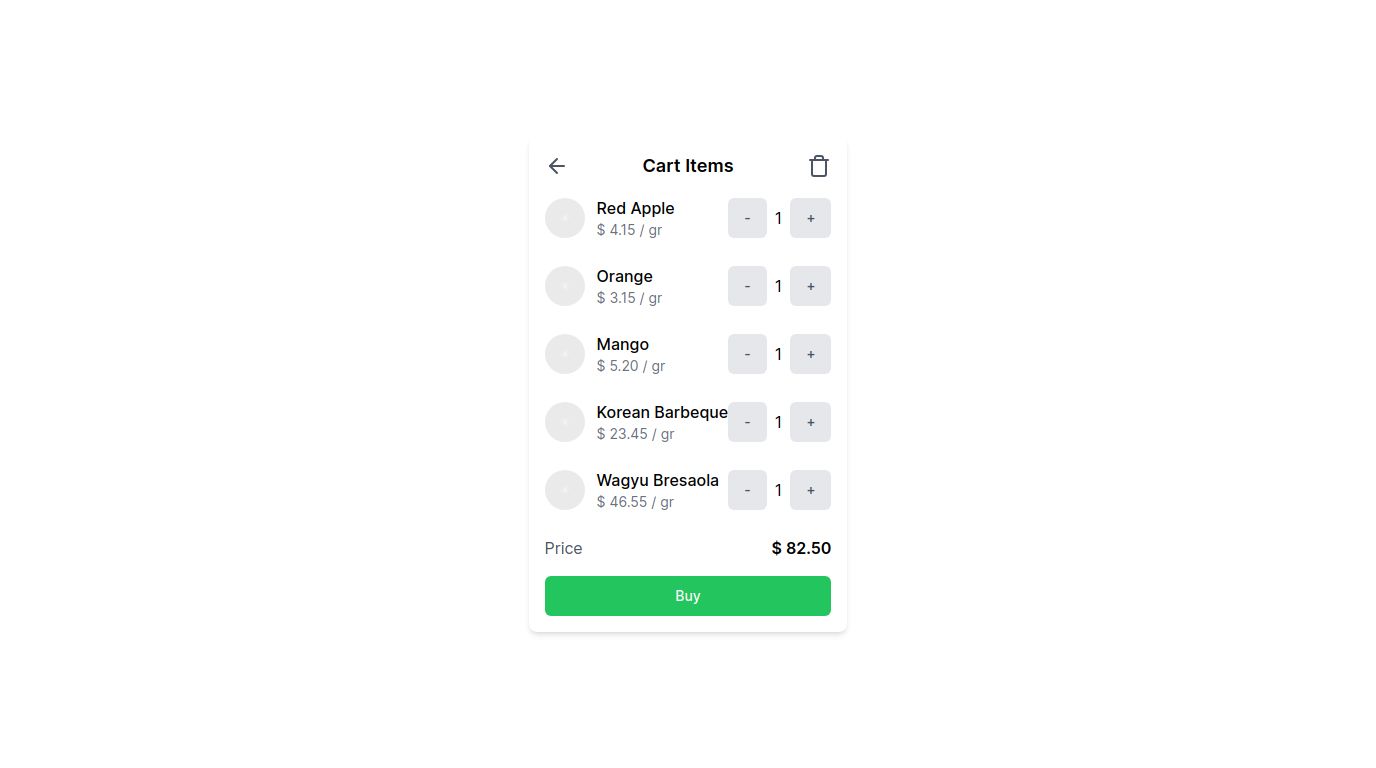 Cart Items
Red Apple
$ 4.15 / gr
- 1 +
Orange
$ 3.15 / gr
- 1 +
Mango
$ 5.20 / gr
- 1 +
Korean Barbeque
$ 23.45 / gr
- 1 +
Wagyu Bresaola
$ 46.55 / gr
- 1 +
Price $ 82.50
Buy